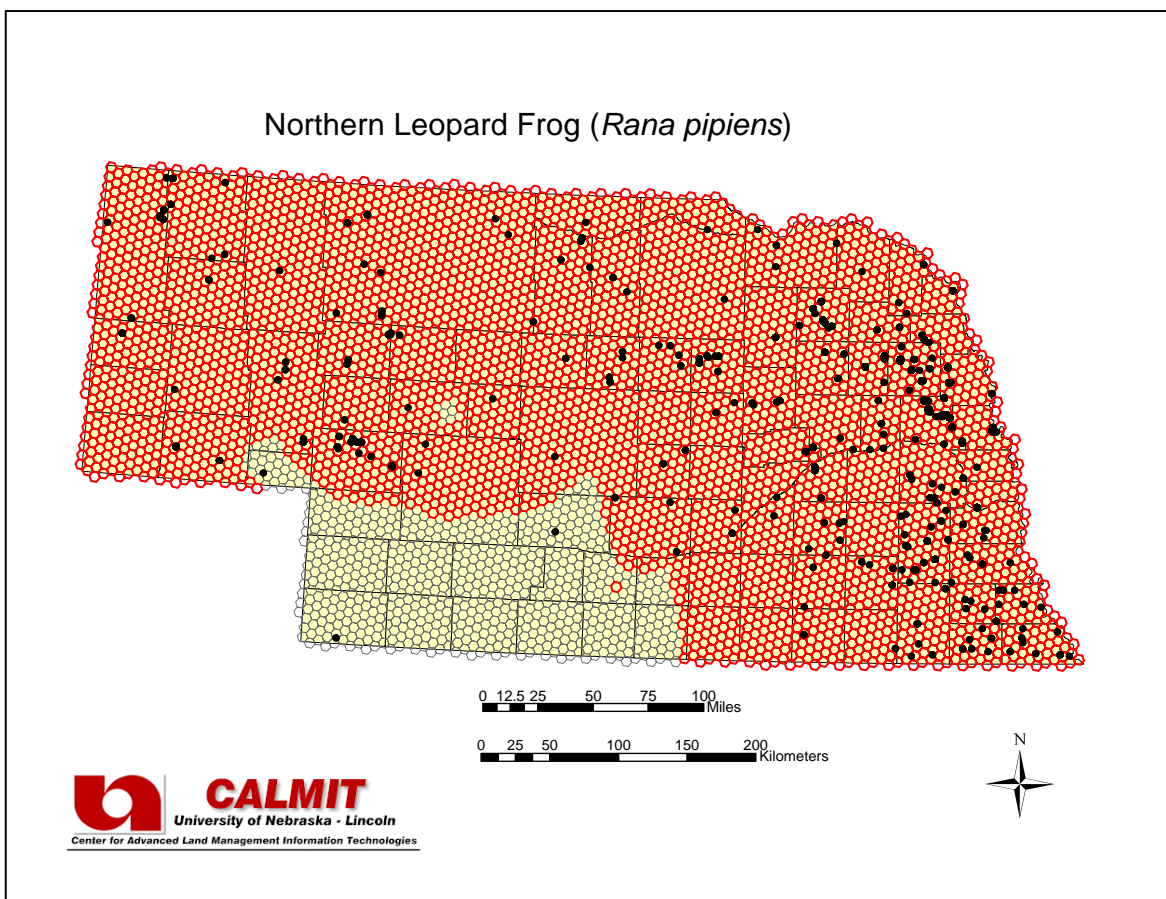 Northern Leopard Frog (Rana pipiens)
0 12.5 25 50 75 100
Miles
0 25 50 100 150 200
Kilometers
N
CALMIT
University of Nebraska - Lincoln
Center for Advanced Land Management Information Technologies